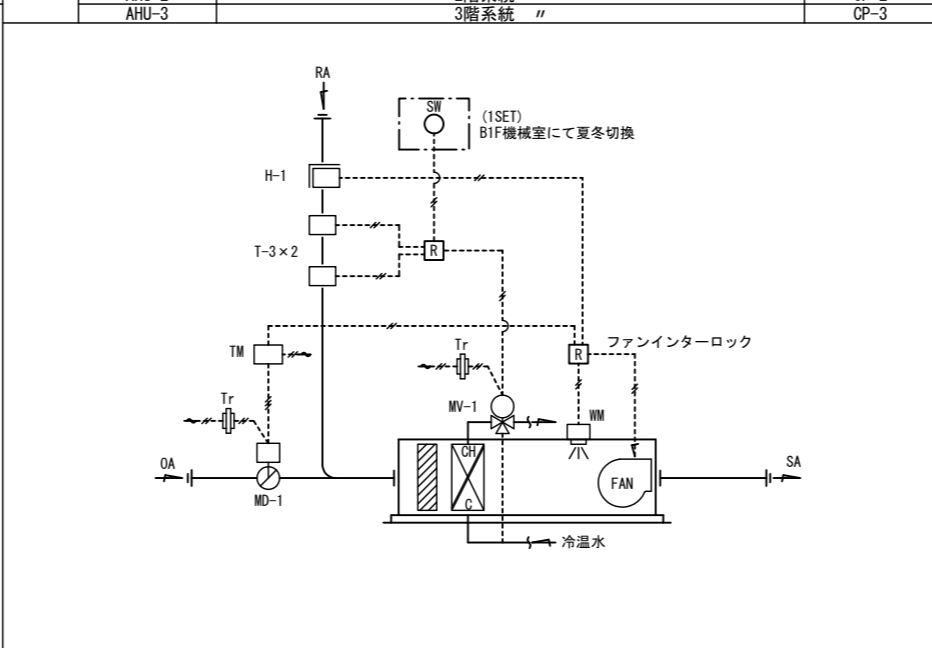 AHU-3 3階系統 〃 CP-3
RA
SW
(1SET)
B1F機械室にて夏冬切換
H-1
T-3×2
R
TM
Tr
R
ファンインターロック
Tr
MV-1
WM
CH
OA
MD-1
C
FAN
SA
冷温水